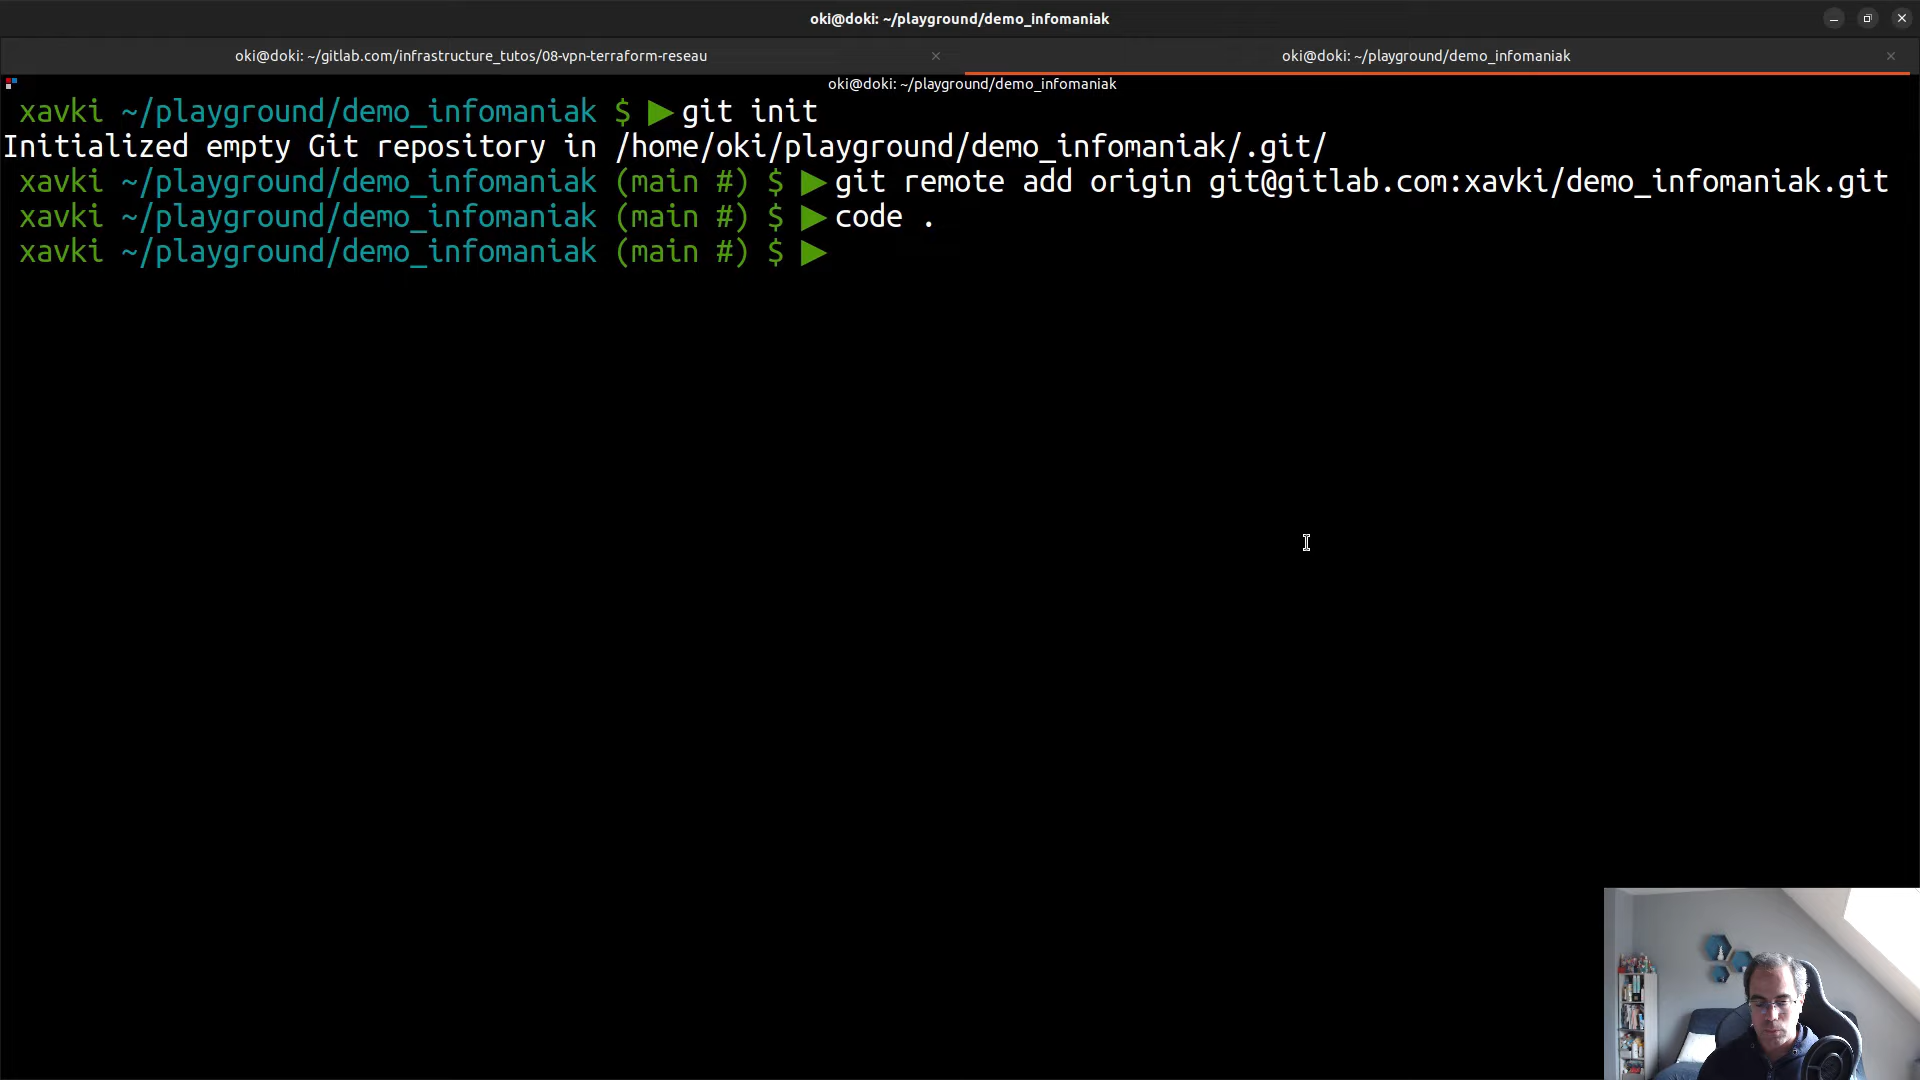 oki@doki: ~/playground/demo_infomaniak
oki@doki: ~/gitlab.com/infrastructure_tutos/08-vpn-terraform-reseau
oki@doki: ~/playground/demo_infomaniak
oki@doki: ~/playground/demo_infomaniak
xavki ~/playground/demo_infomaniak $ ▶git init
Initialized empty Git repository in /home/oki/playground/demo_infomaniak/.git/
xavki ~/playground/demo_infomaniak (main #) $ ▶git remote add origin git@gitlab.com:xavki/demo_infomaniak.git
xavki ~/playground/demo_infomaniak (main #) $ ▶code .
xavki ~/playground/demo_infomaniak (main #) $ ▶